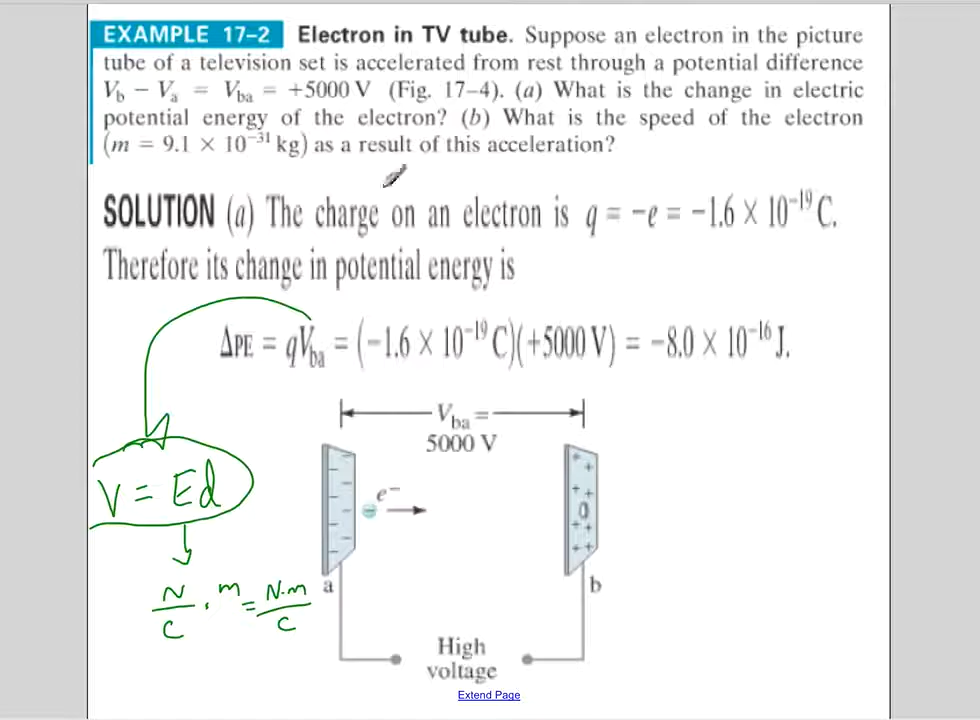 EXAMPLE 17–2 Electron in TV tube. Suppose an electron in the picture
tube of a television set is accelerated from rest through a potential difference
V_b − V_a = V_ba = +5000 V (Fig. 17–4). (a) What is the change in electric
potential energy of the electron? (b) What is the speed of the electron
(m = 9.1 × 10⁻³¹ kg) as a result of this acceleration?
SOLUTION (a) The charge on an electron is q = −e = −1.6 × 10⁻¹⁹ C.
Therefore its change in potential energy is
ΔPE = qV_ba = (−1.6 × 10⁻¹⁹ C)(+5000 V) = −8.0 × 10⁻¹⁶ J.
V_ba =
5000 V
V = Ed
e⁻
N/C · m = N·m/C
a
b
High
voltage
Extend Page